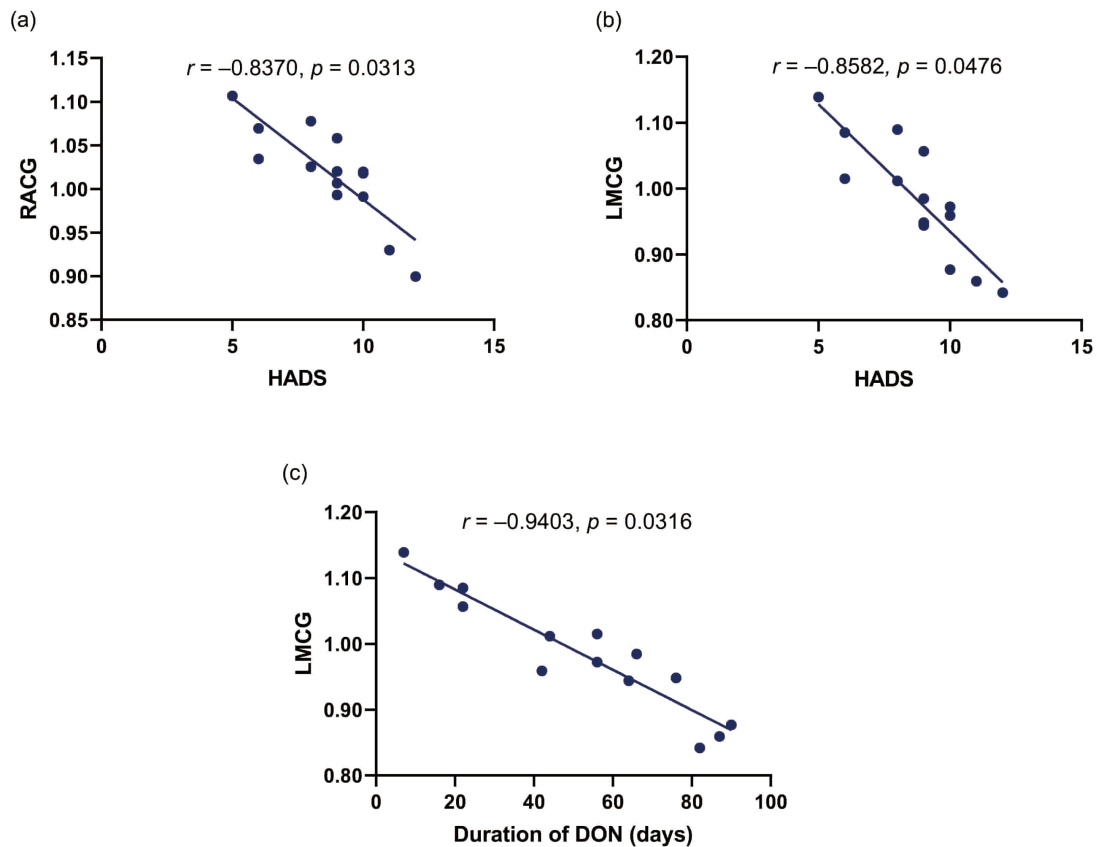 (a)
r = –0.8370, p = 0.0313
1.15
1.10
1.05
1.00
0.95
0.90
0.85
RACG
0
5
10
15
HADS
(b)
r = –0.8582, p = 0.0476
1.20
1.10
1.00
0.90
0.80
LMCG
0
5
10
15
HADS
(c)
r = –0.9403, p = 0.0316
1.20
1.10
1.00
0.90
0.80
LMCG
0
20
40
60
80
100
Duration of DON (days)